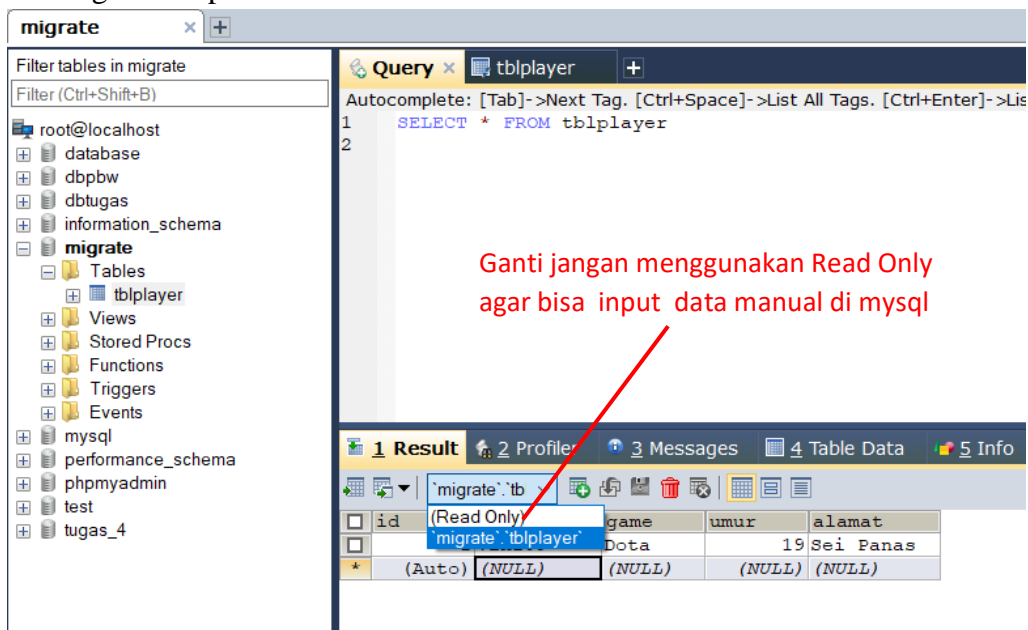 migrate × +
Filter tables in migrate
Filter (Ctrl+Shift+B)
root@localhost
database
dbpbw
dbtugas
information_schema
migrate
Tables
tblplayer
Views
Stored Procs
Functions
Triggers
Events
mysql
performance_schema
phpmyadmin
test
tugas_4
Query × tblplayer +
Autocomplete: [Tab]->Next Tag. [Ctrl+Space]->List All Tags. [Ctrl+Enter]->Lis
1 SELECT * FROM tblplayer
2
Ganti jangan menggunakan Read Only
agar bisa input data manual di mysql
1 Result 2 Profiler 3 Messages 4 Table Data 5 Info
`migrate`.`tb
(Read Only)
`migrate`.`tblplayer`
id game umur alamat
Dota 19 Sei Panas
* (Auto) (NULL) (NULL) (NULL) (NULL)